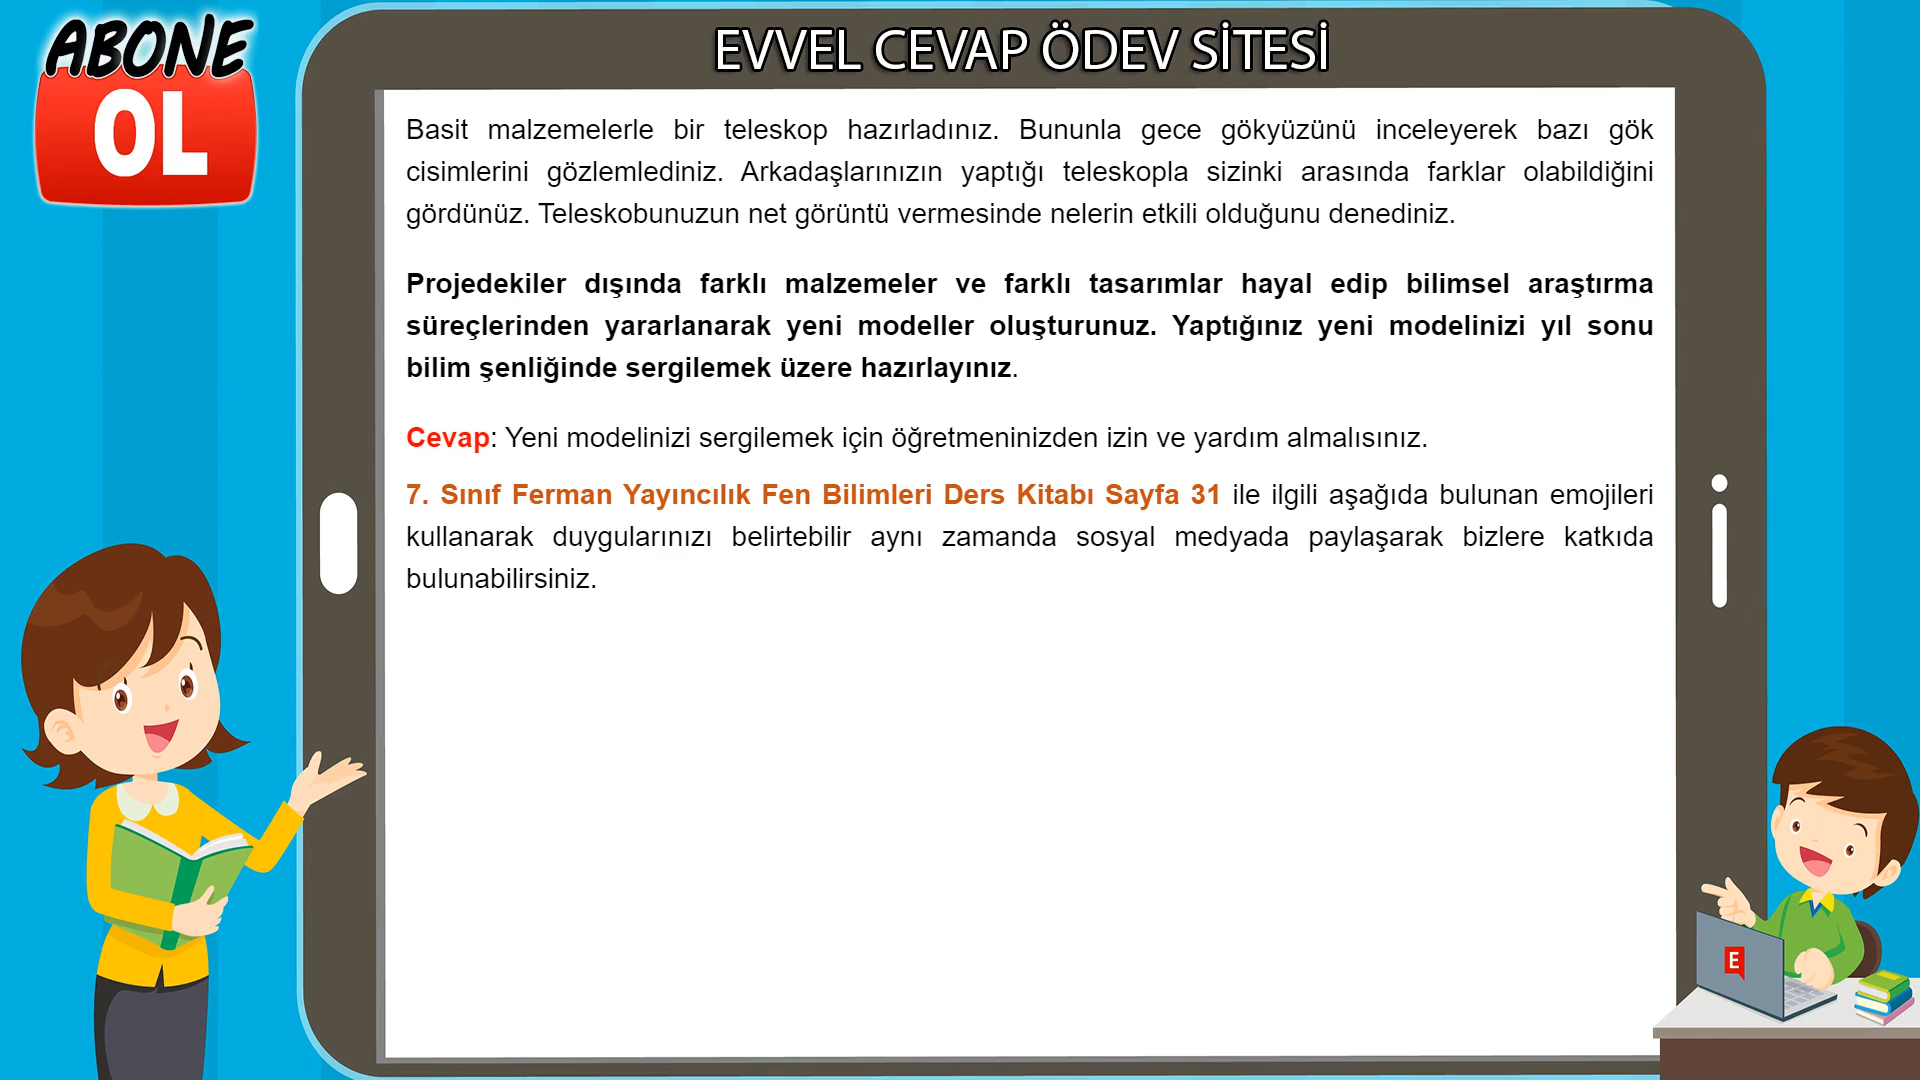 ABONE
OL
EVVEL CEVAP ÖDEV SİTESİ
Basit malzemelerle bir teleskop hazırladınız. Bununla gece gökyüzünü inceleyerek bazı gök
cisimlerini gözlemlediniz. Arkadaşlarınızın yaptığı teleskopla sizinki arasında farklar olabildiğini
gördünüz. Teleskobunuzun net görüntü vermesinde nelerin etkili olduğunu denediniz.
Projedekiler dışında farklı malzemeler ve farklı tasarımlar hayal edip bilimsel araştırma
süreçlerinden yararlanarak yeni modeller oluşturunuz. Yaptığınız yeni modelinizi yıl sonu
bilim şenliğinde sergilemek üzere hazırlayınız.
Cevap: Yeni modelinizi sergilemek için öğretmeninizden izin ve yardım almalısınız.
7. Sınıf Ferman Yayıncılık Fen Bilimleri Ders Kitabı Sayfa 31 ile ilgili aşağıda bulunan emojileri
kullanarak duygularınızı belirtebilir aynı zamanda sosyal medyada paylaşarak bizlere katkıda
bulunabilirsiniz.
E